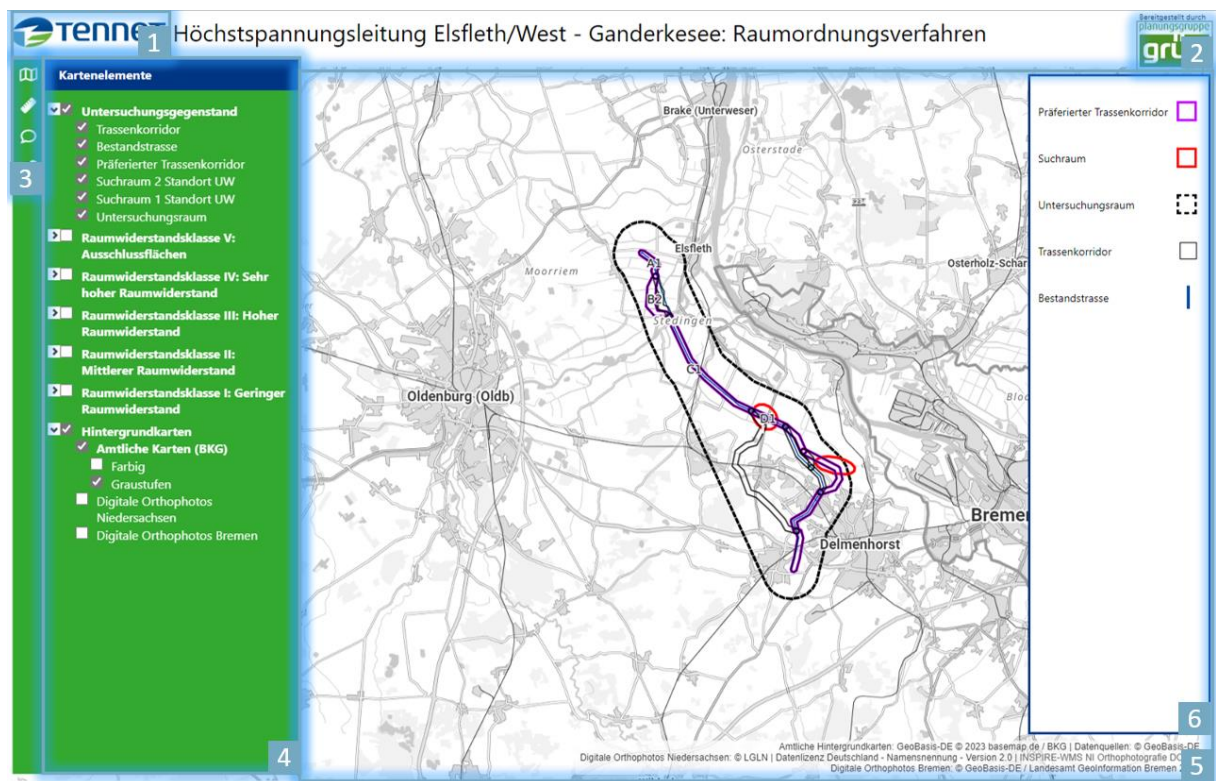 TenneT
1
Höchstspannungsleitung Elsfleth/West - Ganderkesee: Raumordnungsverfahren
Bereitgestellt durch
planungsgruppe
2
Kartenelemente
Untersuchungsgegenstand
Trassenkorridor
Bestandstrasse
Präferierter Trassenkorridor
Suchraum 2 Standort UW
Suchraum 1 Standort UW
Untersuchungsraum
3
Raumwiderstandsklasse V:
Ausschlussflächen
Raumwiderstandsklasse IV: Sehr
hoher Raumwiderstand
Raumwiderstandsklasse III: Hoher
Raumwiderstand
Raumwiderstandsklasse II:
Mittlerer Raumwiderstand
Raumwiderstandsklasse I: Geringer
Raumwiderstand
Hintergrundkarten
Amtliche Karten (BKG)
Farbig
Graustufen
Digitale Orthophotos
Niedersachsen
Digitale Orthophotos Bremen
4
Brake (Unterweser)
Osterstade
Elsfleth
Moorriem
A1
B2
Stedingen
Osterholz-Schar
C1
Oldenburg (Oldb)
D1
Bremen
Delmenhorst
Präferierter Trassenkorridor
Suchraum
Untersuchungsraum
Trassenkorridor
Bestandstrasse
6
Amtliche Hintergrundkarten: GeoBasis-DE © 2023 basemap.de / BKG | Datenquellen: © GeoBasis-DE
Digitale Orthophotos Niedersachsen: © LGLN | Datenlizenz Deutschland - Namensnennung - Version 2.0 | INSPIRE-WMS NI Orthophotografie
Digitale Orthophotos Bremen: © GeoBasis-DE / Landesamt GeoInformation Bremen
5